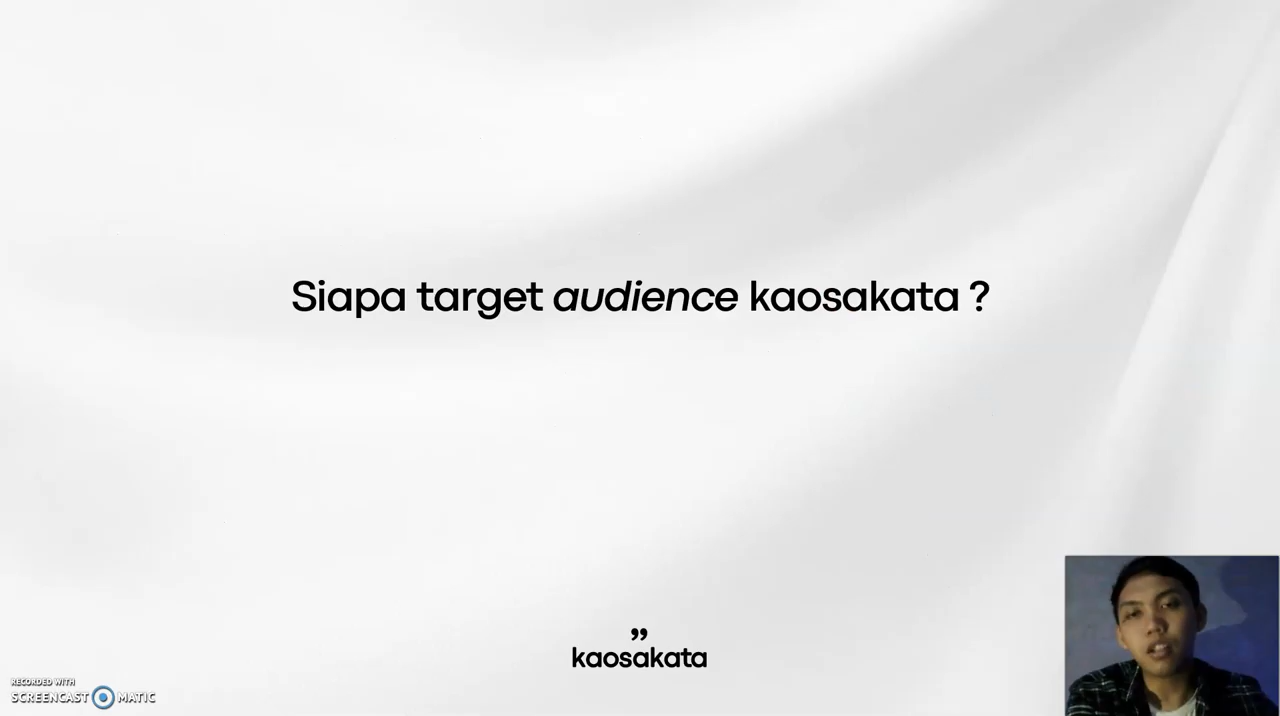 Siapa target audience kaosakata ?
”
kaosakata
RECORDED WITH
SCREENCAST MATIC